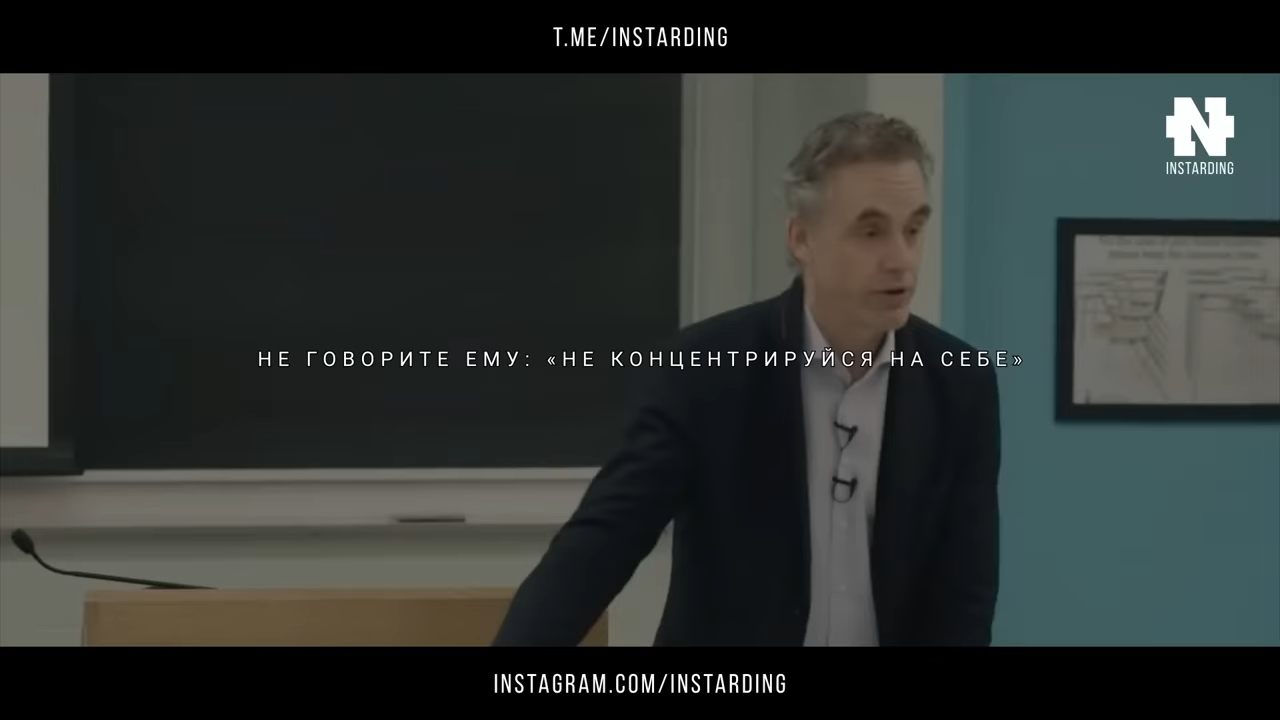 T.ME/INSTARDING
N
INSTARDING
НЕ ГОВОРИТЕ ЕМУ: «НЕ КОНЦЕНТРИРУЙСЯ НА СЕБЕ»
INSTAGRAM.COM/INSTARDING